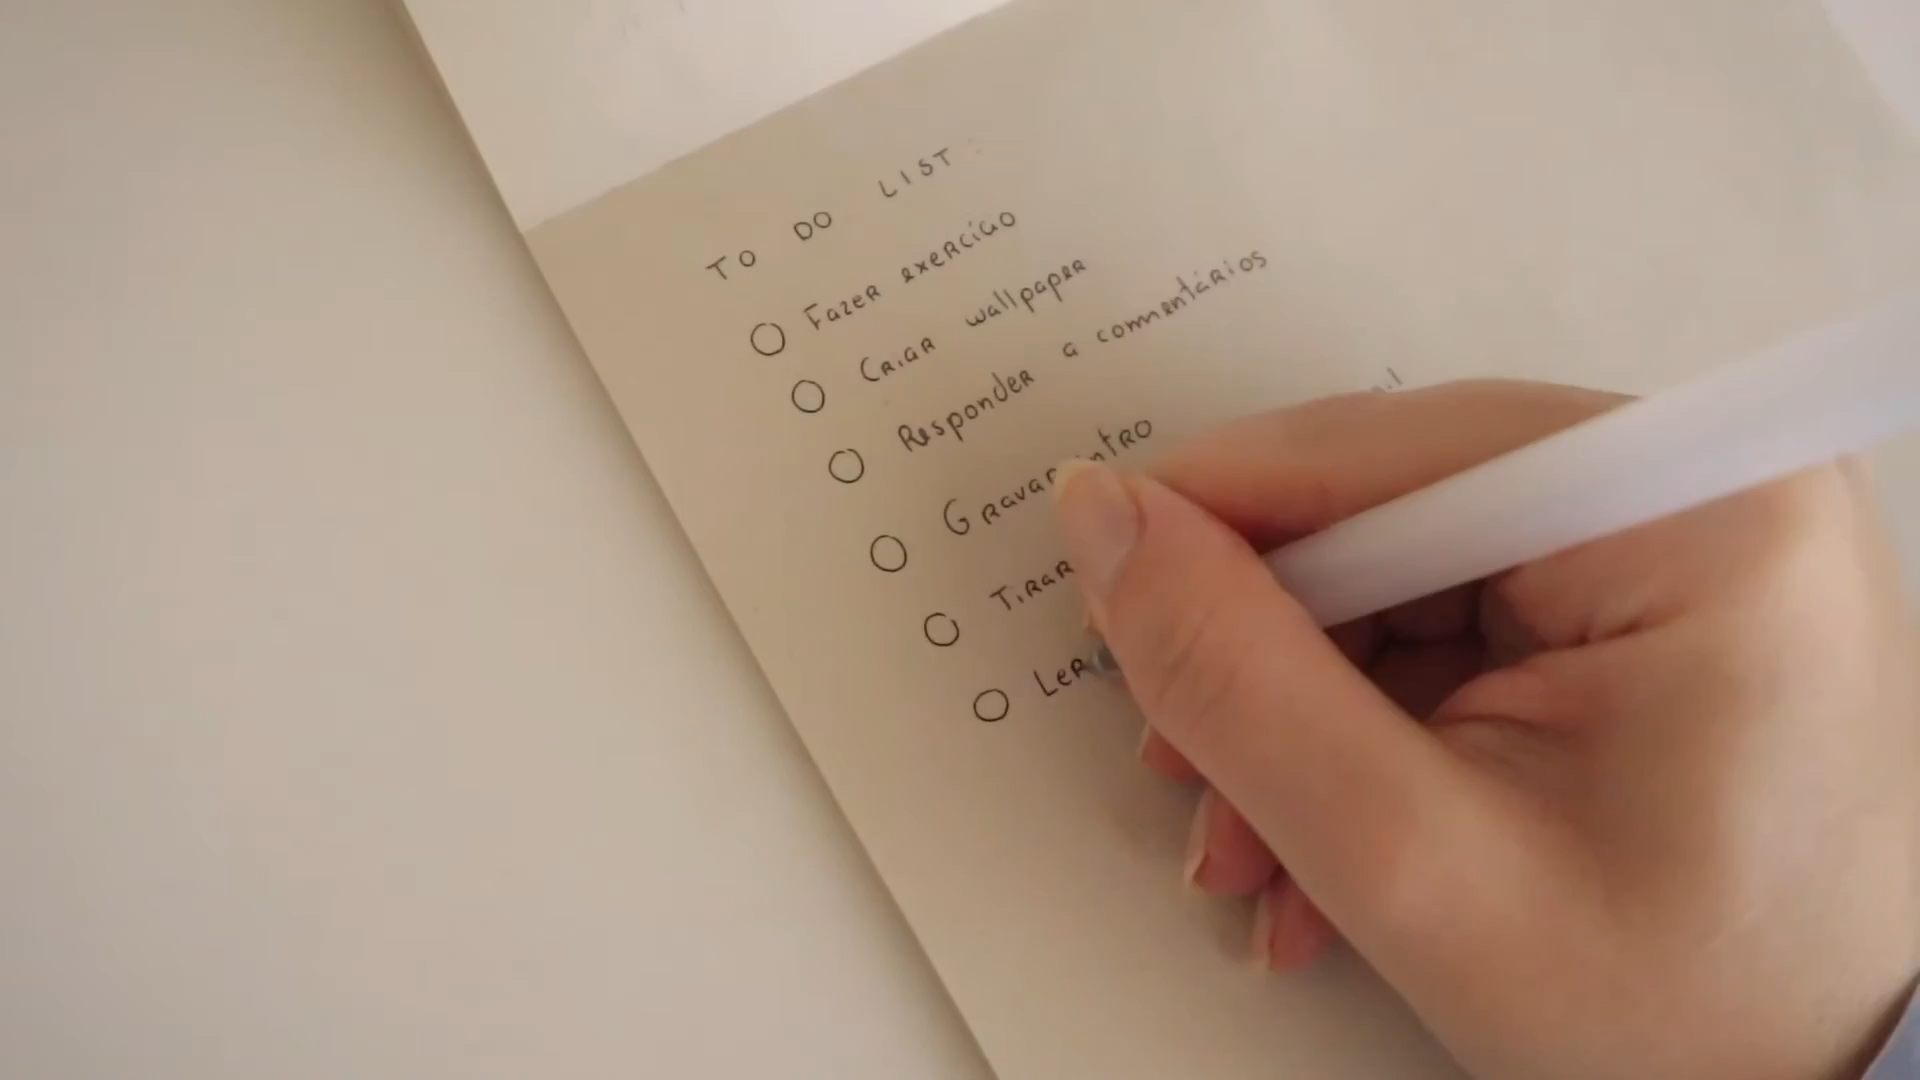 TO DO LIST:
Fazer exercício
Criar wallpaper
Responder a comentários
Gravar intro
Tirar
Ler